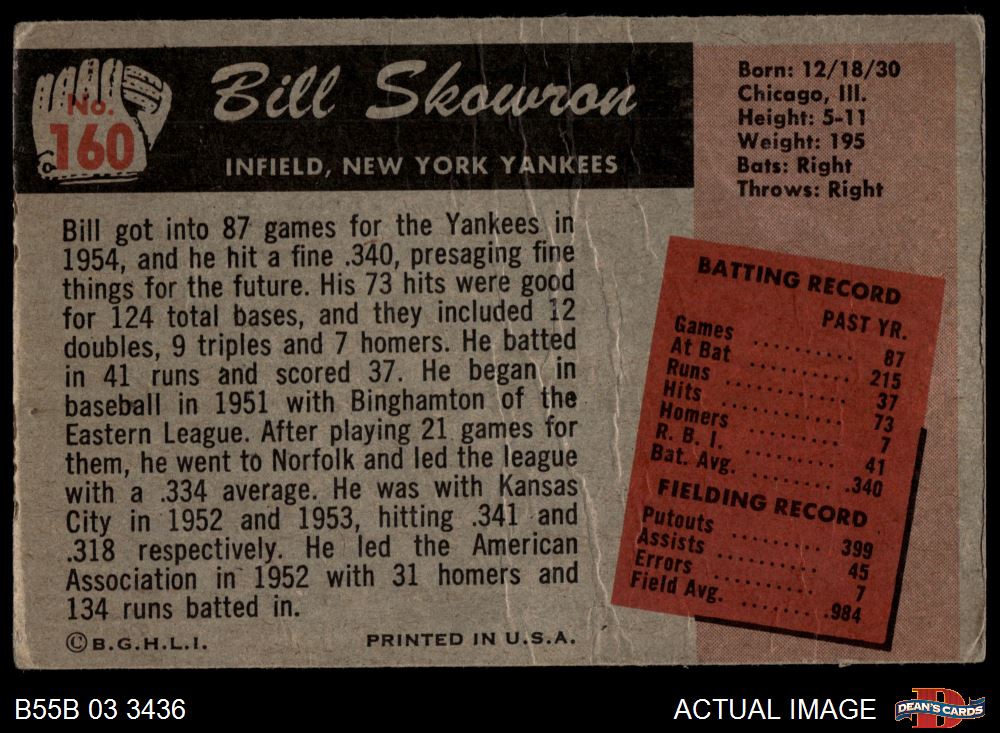 No.
160
Bill Skowron
INFIELD, NEW YORK YANKEES
Born: 12/18/30
Chicago, Ill.
Height: 5-11
Weight: 195
Bats: Right
Throws: Right
Bill got into 87 games for the Yankees in
1954, and he hit a fine .340, presaging fine
things for the future. His 73 hits were good
for 124 total bases, and they included 12
doubles, 9 triples and 7 homers. He batted
in 41 runs and scored 37. He began in
baseball in 1951 with Binghamton of the
Eastern League. After playing 21 games for
them, he went to Norfolk and led the league
with a .334 average. He was with Kansas
City in 1952 and 1953, hitting .341 and
.318 respectively. He led the American
Association in 1952 with 31 homers and
134 runs batted in.
© B.G.H.L.I. PRINTED IN U.S.A.
BATTING RECORD
PAST YR.
Games .......... 87
At Bat .......... 215
Runs .......... 37
Hits .......... 73
Homers .......... 7
R. B. I. .......... 41
Bat. Avg. .......... .340
FIELDING RECORD
Putouts .......... 399
Assists .......... 45
Errors .......... 7
Field Avg. .......... .984
B55B 03 3436
ACTUAL IMAGE
DEAN'S CARDS